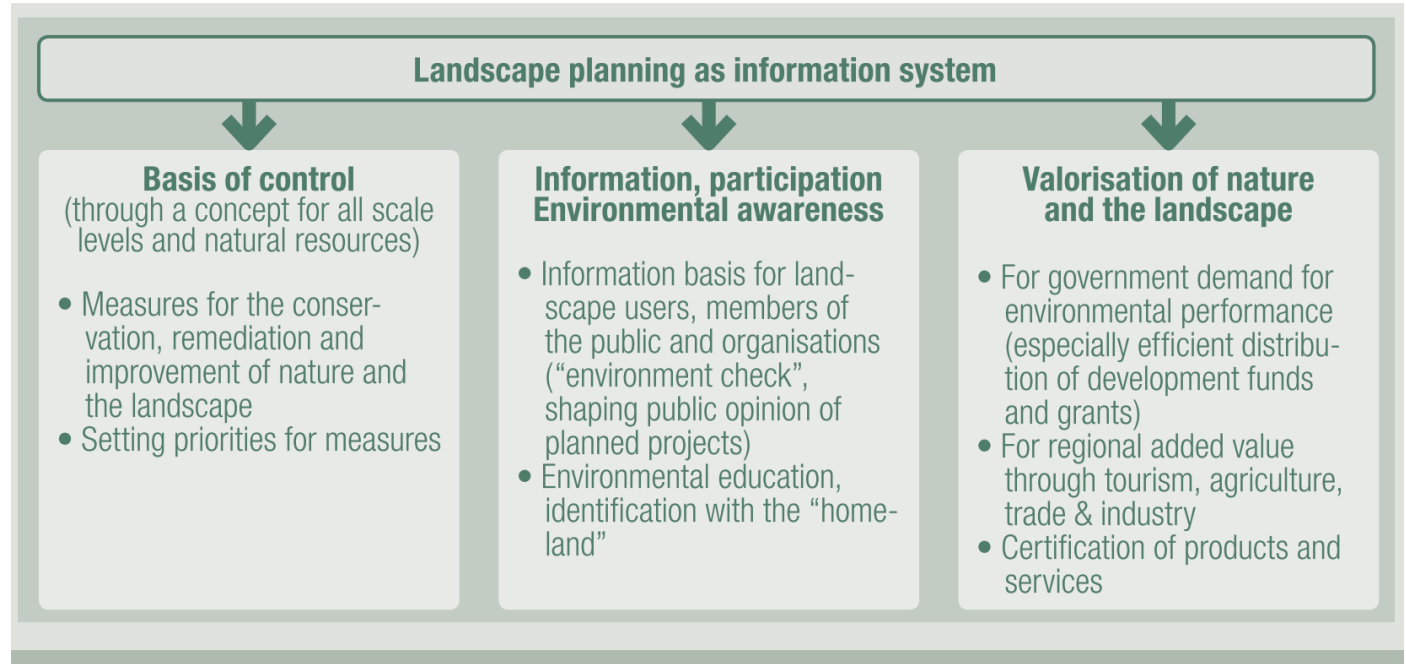 Landscape planning as information system
Basis of control
(through a concept for all scale
levels and natural resources)
• Measures for the conser-
vation, remediation and
improvement of nature and
the landscape
• Setting priorities for measures
Information, participation
Environmental awareness
• Information basis for land-
scape users, members of
the public and organisations
(“environment check”,
shaping public opinion of
planned projects)
• Environmental education,
identification with the “home-
land”
Valorisation of nature
and the landscape
• For government demand for
environmental performance
(especially efficient distribu-
tion of development funds
and grants)
• For regional added value
through tourism, agriculture,
trade & industry
• Certification of products and
services